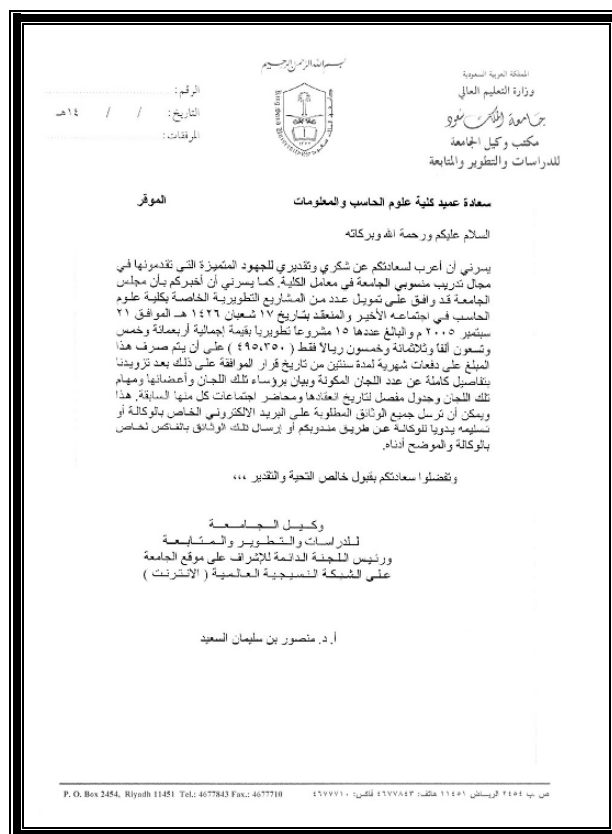 بسم الله الرحمن الرحيم
المملكة العربية السعودية
وزارة التعليم العالي
جامعة الملك سعود
مكتب وكيل الجامعة
للدراسات والتطوير والمتابعة
الرقم :
التاريخ : / / ١٤هـ
المرفقات :
سعادة عميد كلية علوم الحاسب والمعلومات الموقر
السلام عليكم ورحمة الله وبركاته
يسرني أن أعرب لسعادتكم عن شكري وتقديري للجهود المتميزة التي تقدمونها في
مجال تدريب منسوبي الجامعة في معامل الكلية. كما يسرني أن أخبركم بأن مجلس
الجامعة قد وافق على تمويل عدد من المشاريع التطويرية الخاصة بكلية علوم
الحاسب في اجتماعه الأخير والمنعقد بتاريخ ١٧ شعبان ١٤٢٦ هـ الموافق ٢١
سبتمبر ٢٠٠٥ م والبالغ عددها ١٥ مشروعاً تطويرياً بقيمة إجمالية أربعمائة وخمس
وتسعون ألفاً وثلاثمائة وخمسون ريالاً فقط ( ٤٩٥،٣٥٠ ) على أن يتم صرف هذا
المبلغ على دفعات شهرية لمدة سنتين من تاريخ قرار الموافقة على ذلك بعد تزويدنا
بتفاصيل كاملة عن عدد اللجان المكونة وبيان برؤساء تلك اللجان وأعضائها ومهام
تلك اللجان وجدول مفصل لتاريخ انعقادها ومحاضر اجتماعات كل منها السابقة. هذا
ويمكن أن ترسل جميع الوثائق المطلوبة على البريد الالكتروني الخاص بالوكالة أو
تسليمه يدويا للوكالة عن طريق مندوبكم أو إرسال تلك الوثائق بالفاكس لخاص
بالوكالة والموضح أدناه.
وتفضلوا سعادتكم بقبول خالص التحية والتقدير ،،،
وكيل الجامعة
للدراسات والتطوير والمتابعة
ورئيس اللجنة الدائمة للإشراف على موقع الجامعة
على الشبكة النسيجية العالمية ( الانترنت )
أ. د. منصور بن سليمان السعيد
P. O. Box 2454, Riyadh 11451 Tel.: 4677843 Fax.: 4677710
ص. ب ٢٤٥٤ الرياض ١١٤٥١ هاتف: ٤٦٧٧٨٤٣ فاكس: ٤٦٧٧٧١٠